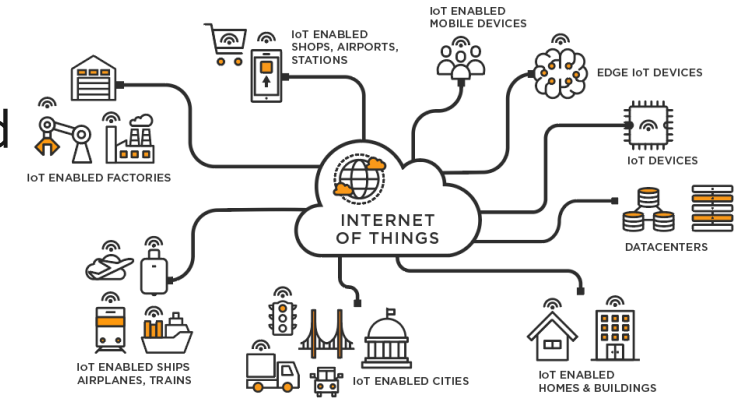 IoT ENABLED
SHOPS, AIRPORTS,
STATIONS
IoT ENABLED
MOBILE DEVICES
EDGE IoT DEVICES
IoT DEVICES
IoT ENABLED FACTORIES
INTERNET
OF THINGS
DATACENTERS
IoT ENABLED SHIPS
AIRPLANES, TRAINS
IoT ENABLED CITIES
IoT ENABLED
HOMES & BUILDINGS